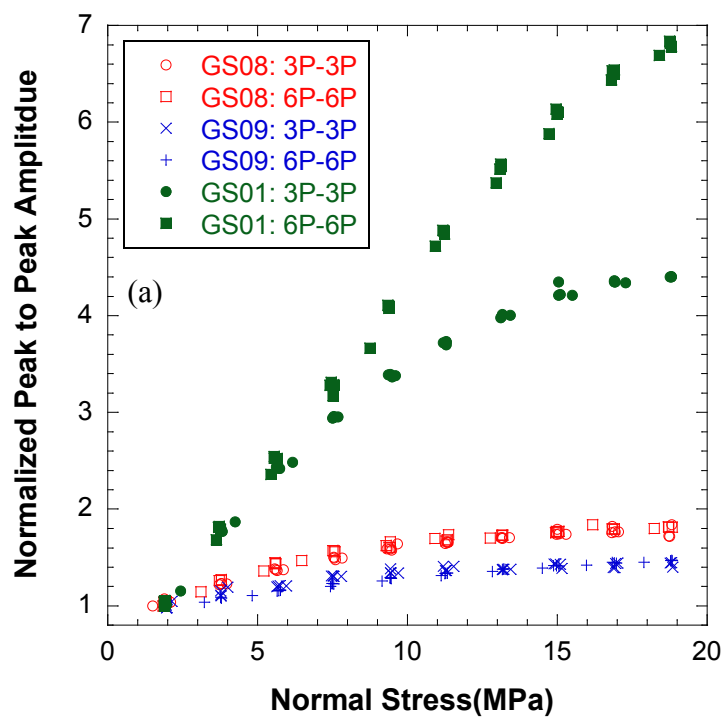 7
6
5
4
3
2
1
Normalized Peak to Peak Amplitdue
GS08: 3P-3P
GS08: 6P-6P
GS09: 3P-3P
GS09: 6P-6P
GS01: 3P-3P
GS01: 6P-6P
(a)
0 5 10 15 20
Normal Stress(MPa)